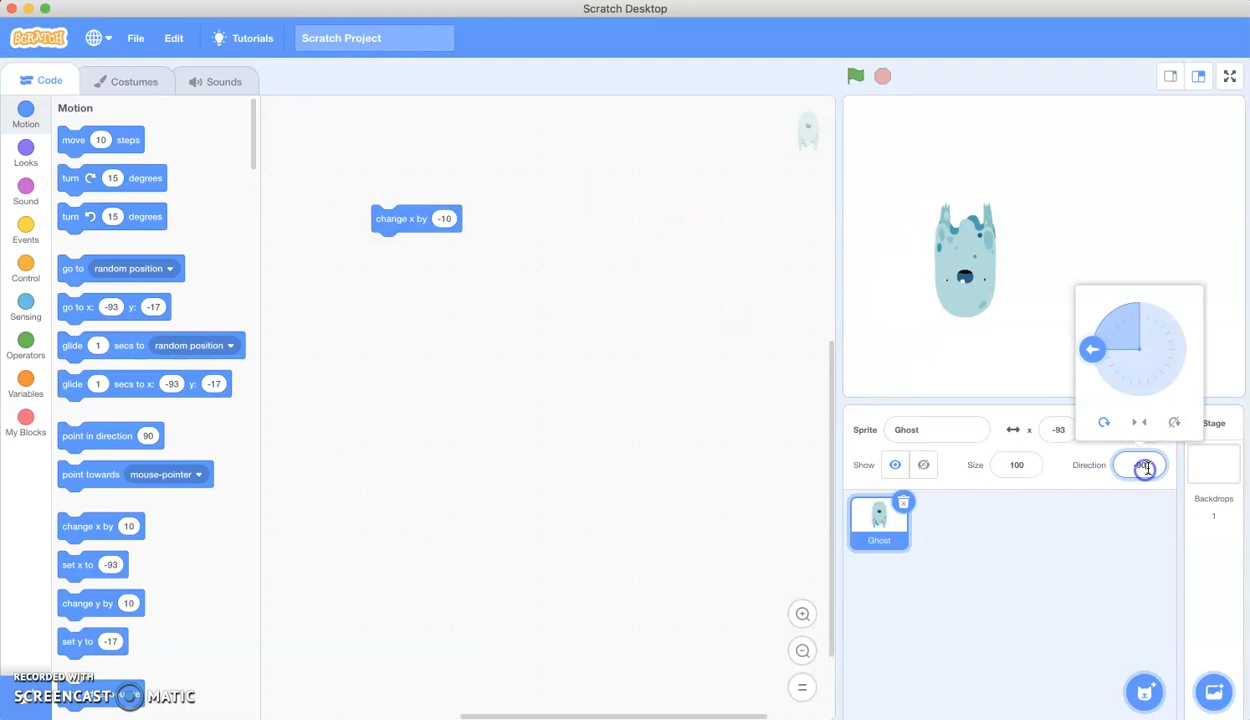 Scratch Desktop
SCRATCH
File
Edit
Tutorials
Scratch Project
Code
Costumes
Sounds
Motion
Looks
Sound
Events
Control
Sensing
Operators
Variables
My Blocks
Motion
move 10 steps
turn 15 degrees
turn 15 degrees
go to random position
go to x: -93 y: -17
glide 1 secs to random position
glide 1 secs to x: -93 y: -17
point in direction 90
point towards mouse-pointer
change x by 10
set x to -93
change y by 10
set y to -17
change x by -10
Sprite Ghost x -93
Show Size 100 Direction
Ghost
Stage
Backdrops
1
RECORDED WITH
SCREENCAST MATIC